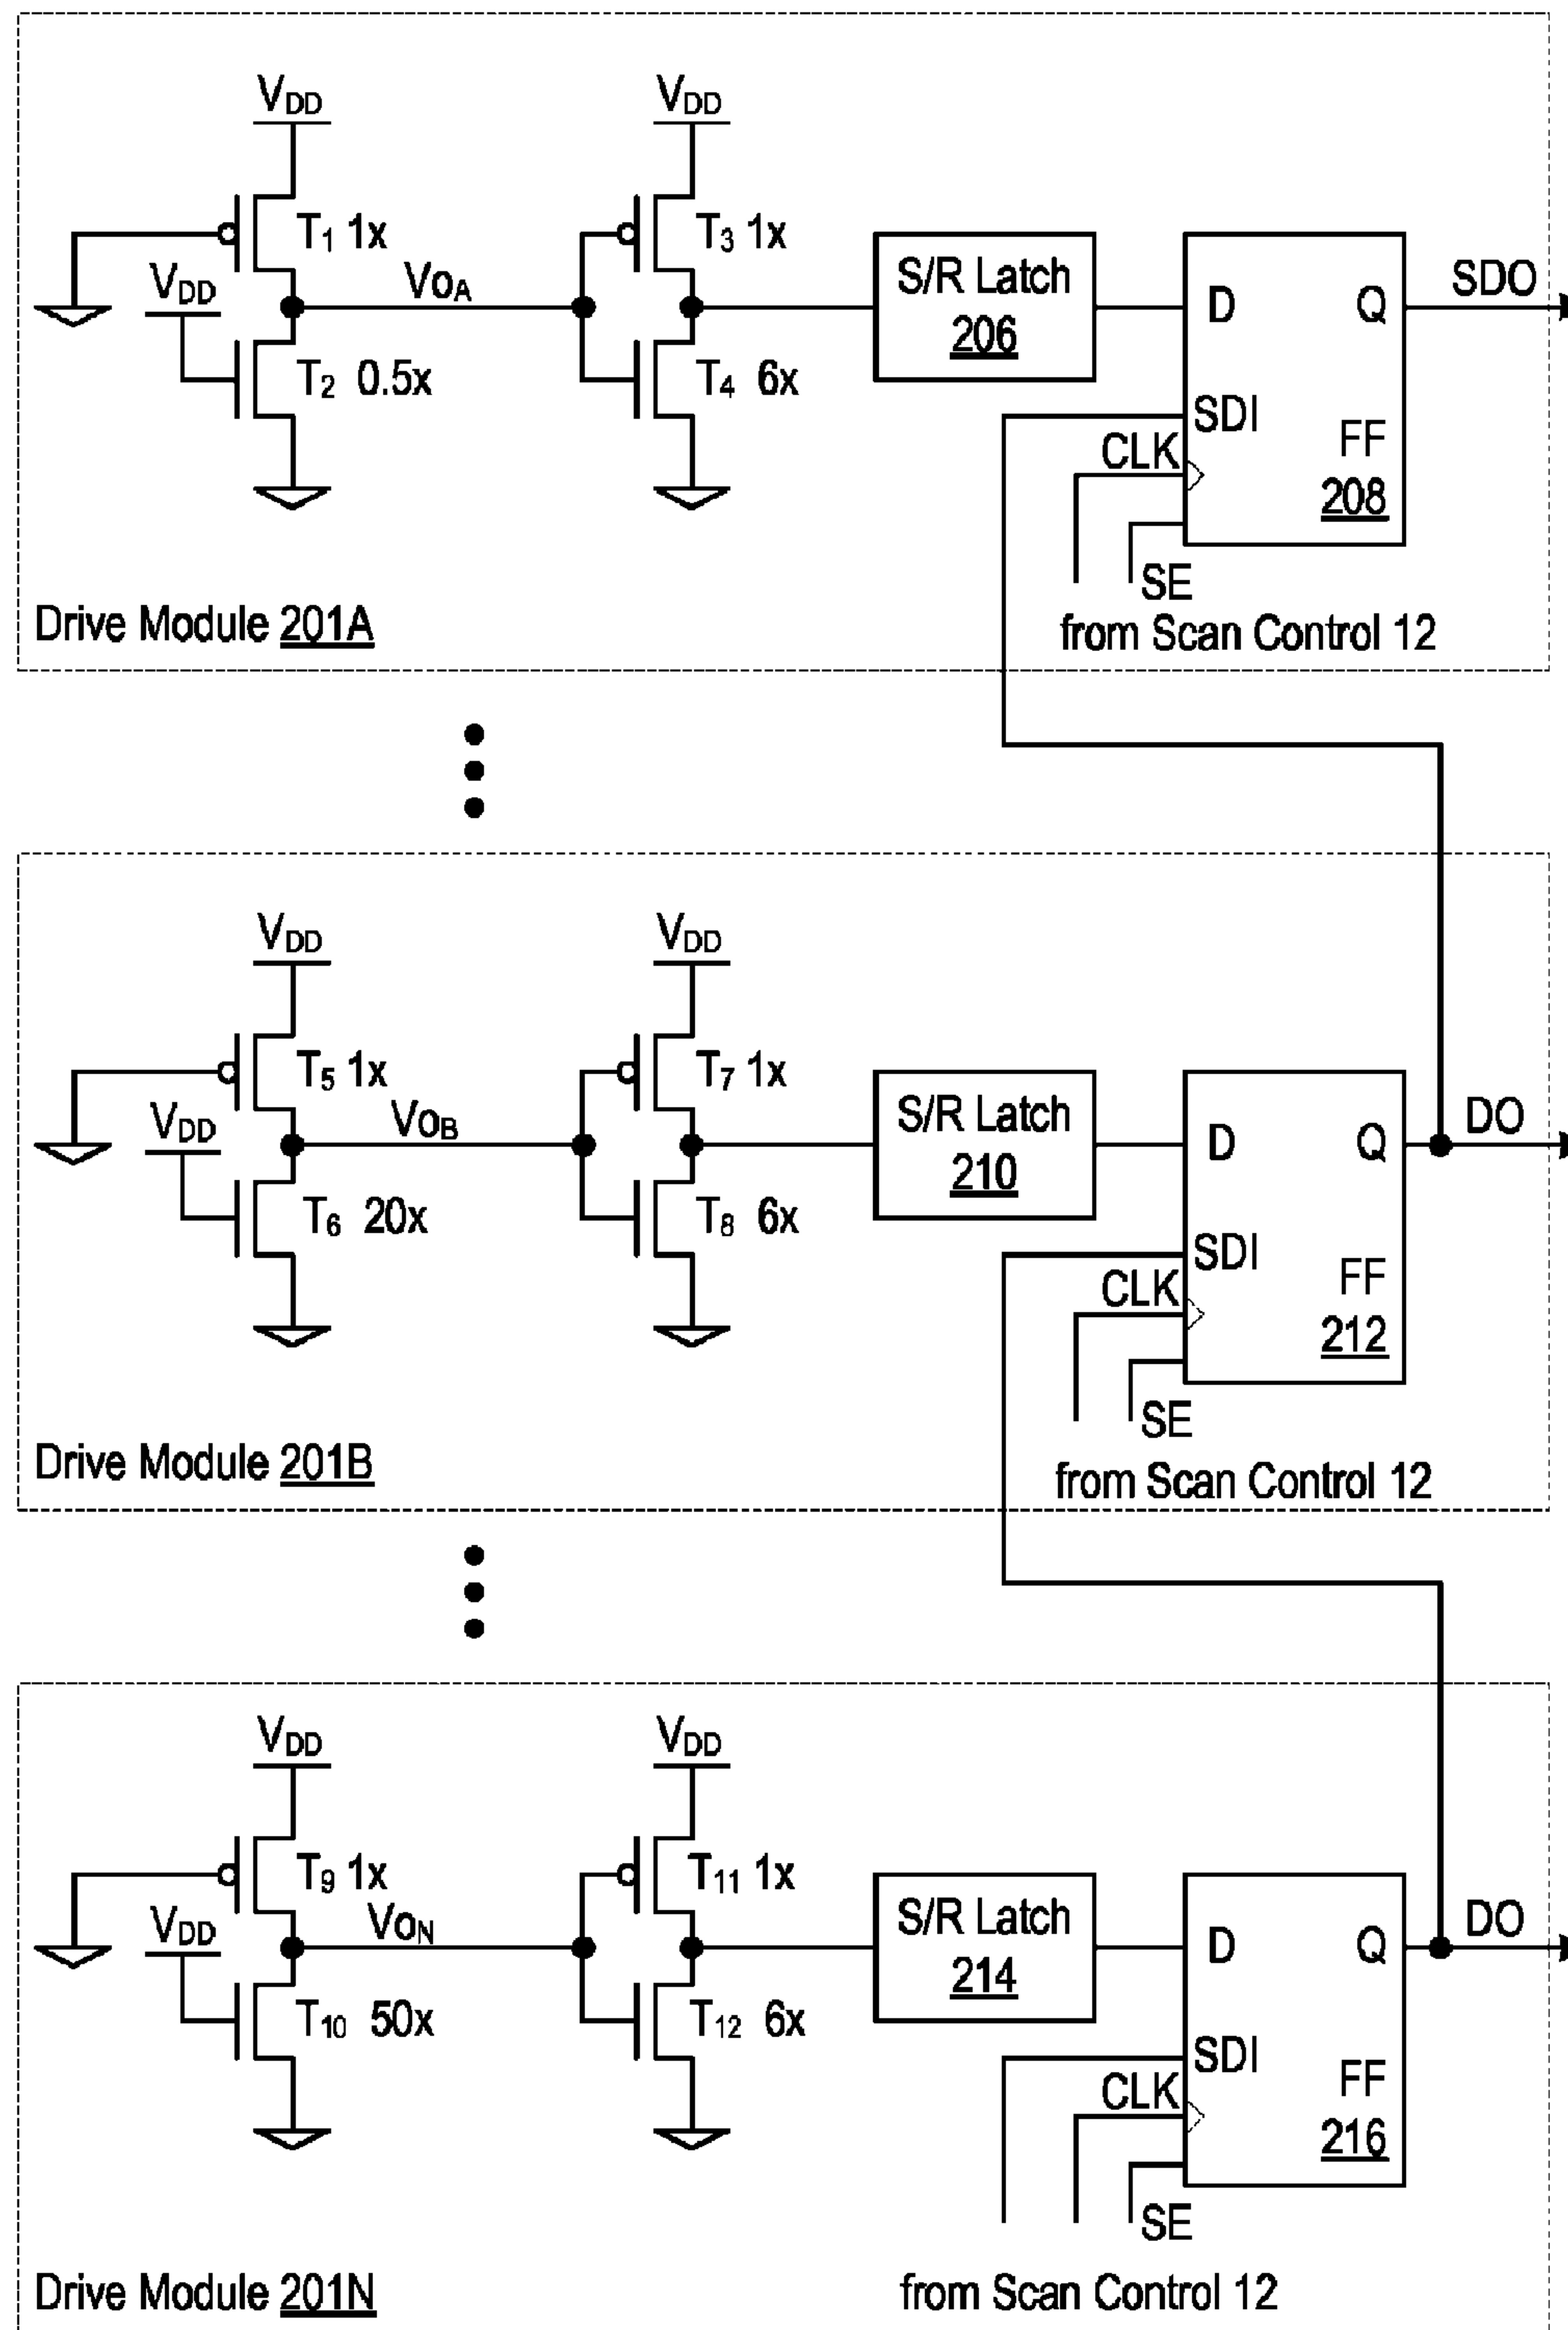 VDD VDD
T1 1x T3 1x
VDD VoA S/R Latch 206 D Q SDO
T2 0.5x T4 6x
SDI
CLK FF 208
SE
Drive Module 201A from Scan Control 12
VDD VDD
T5 1x T7 1x
VDD VoB S/R Latch 210 D Q DO
T6 20x T8 6x
SDI
CLK FF 212
SE
Drive Module 201B from Scan Control 12
VDD VDD
T9 1x T11 1x
VDD VoN S/R Latch 214 D Q DO
T10 50x T12 6x
SDI
CLK FF 216
SE
Drive Module 201N from Scan Control 12